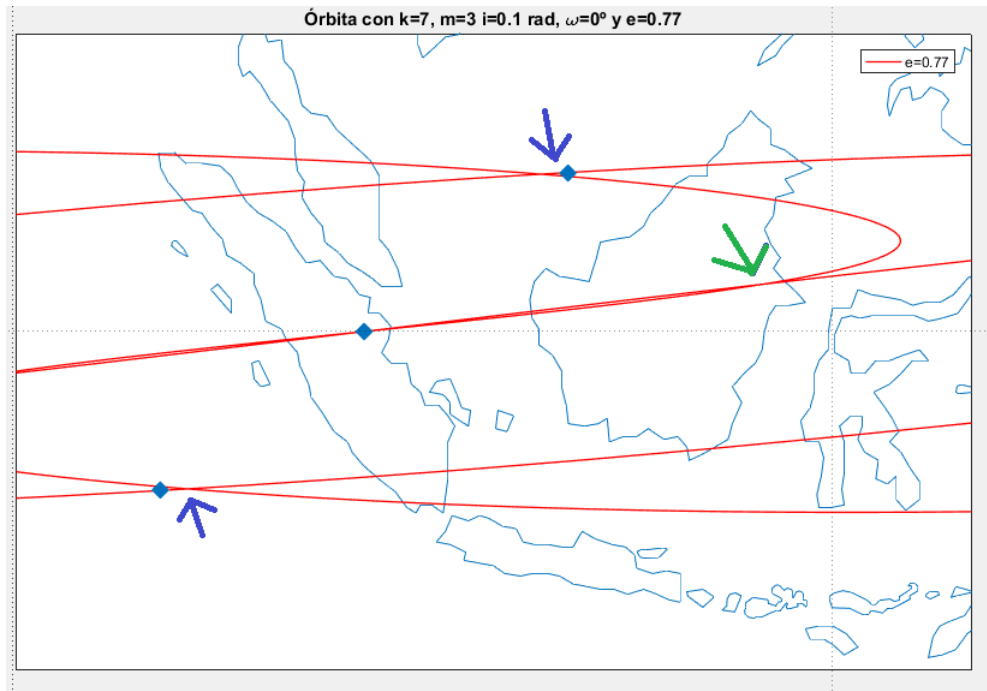 Órbita con k=7, m=3 i=0.1 rad, ω=0º y e=0.77
e=0.77